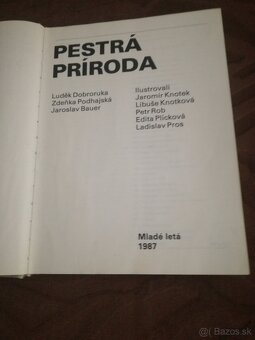 PESTRÁ
PRÍRODA
Luděk Dobroruka
Zdeňka Podhajská
Jaroslav Bauer
Ilustrovali
Jaromír Knotek
Libuše Knotková
Petr Rob
Edita Plicková
Ladislav Pros
Mladé letá
1987
Bazos.sk